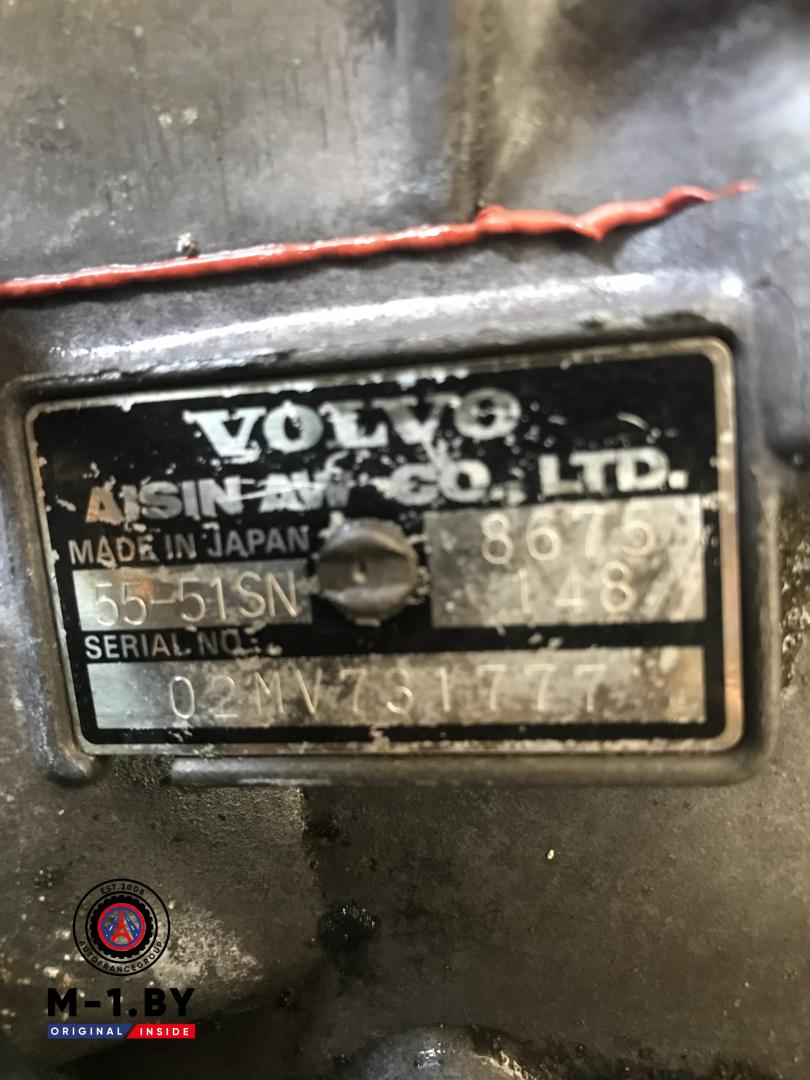 VOLVO
AISIN AW CO., LTD.
MADE IN JAPAN
8675
55-51SN
148
SERIAL NO.
02MV731777
EST.2008
AUTOFRANCEGROUP
M-1.BY
ORIGINAL INSIDE